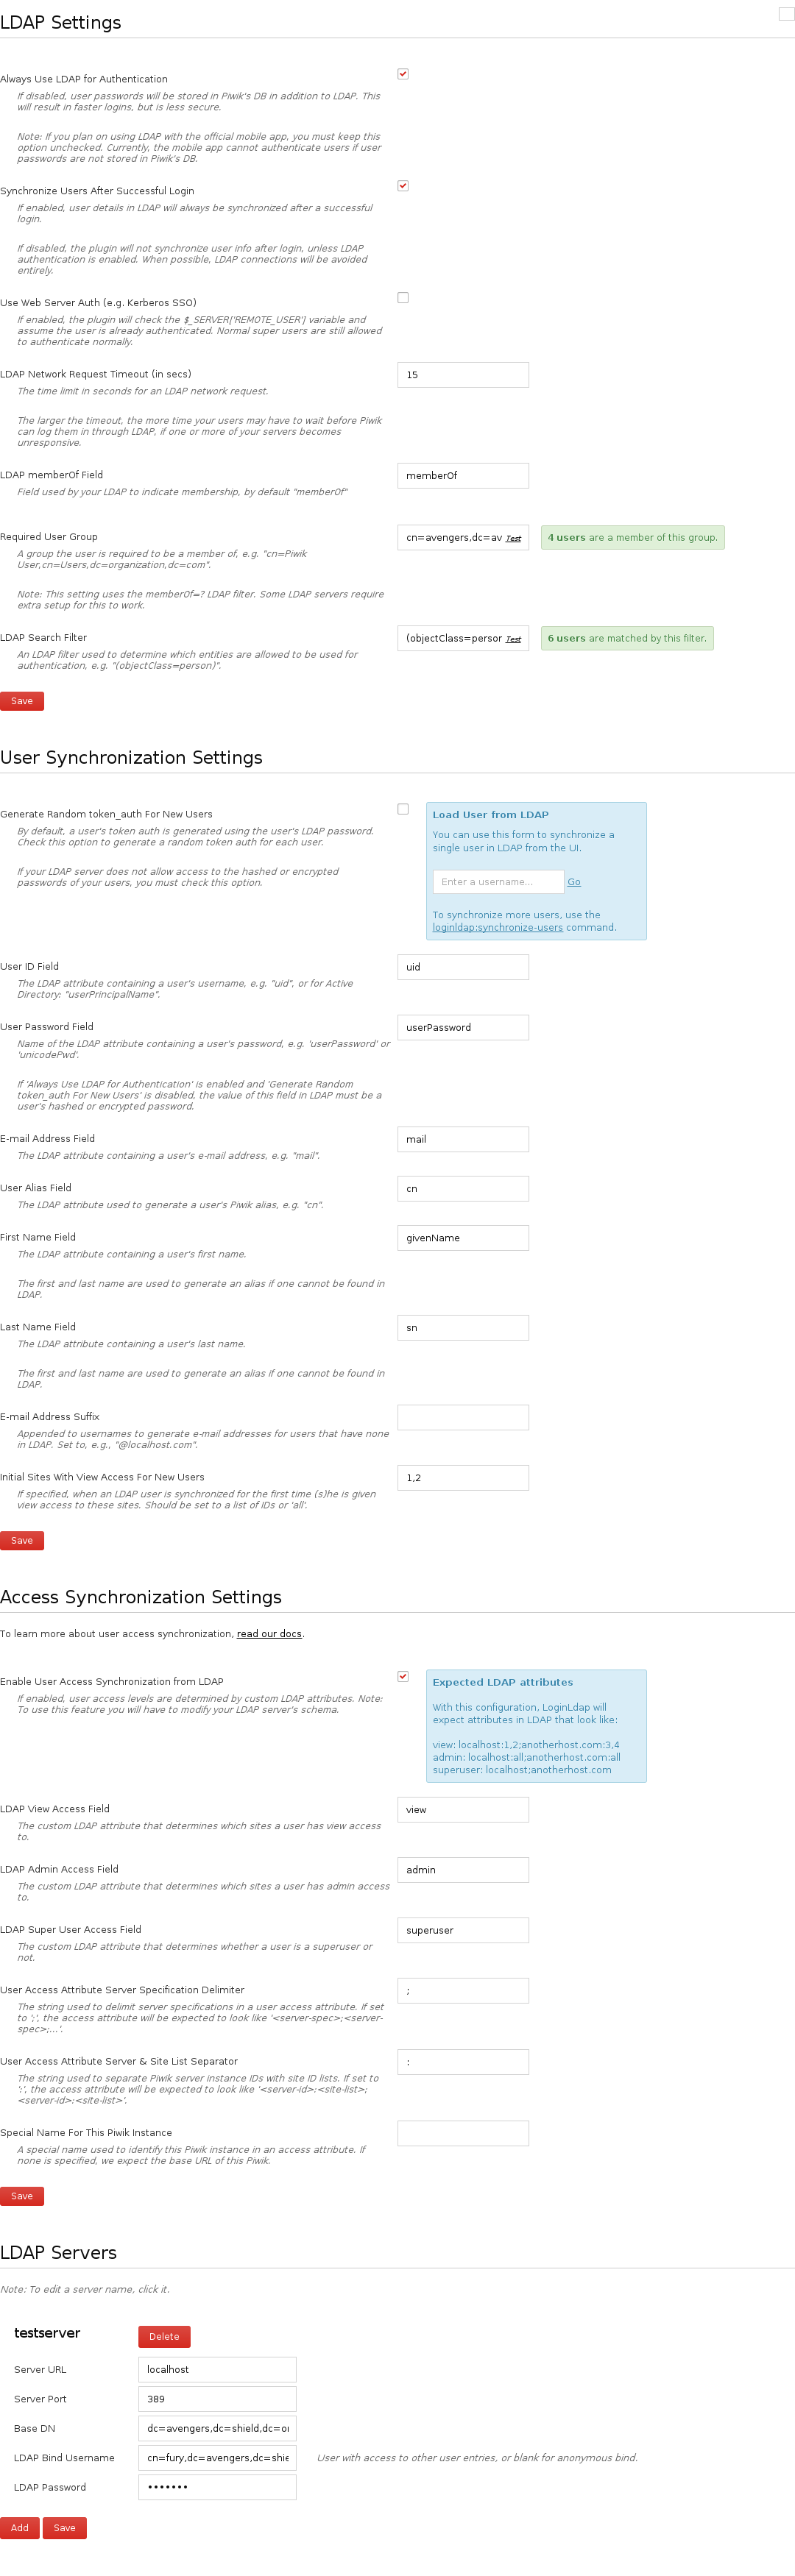 LDAP Settings
Always Use LDAP for Authentication
If disabled, user passwords will be stored in Piwik's DB in addition to LDAP. This
will result in faster logins, but is less secure.
Note: If you plan on using LDAP with the official mobile app, you must keep this
option unchecked. Currently, the mobile app cannot authenticate users if user
passwords are not stored in Piwik's DB.
Synchronize Users After Successful Login
If enabled, user details in LDAP will always be synchronized after a successful
login.
If disabled, the plugin will not synchronize user info after login, unless LDAP
authentication is enabled. When possible, LDAP connections will be avoided
entirely.
Use Web Server Auth (e.g. Kerberos SSO)
If enabled, the plugin will check the $_SERVER['REMOTE_USER'] variable and
assume the user is already authenticated. Normal super users are still allowed
to authenticate normally.
LDAP Network Request Timeout (in secs)
15
The time limit in seconds for an LDAP network request.
The larger the timeout, the more time your users may have to wait before Piwik
can log them in through LDAP, if one or more of your servers becomes
unresponsive.
LDAP memberOf Field
memberOf
Field used by your LDAP to indicate membership, by default "memberOf"
Required User Group
cn=avengers,dc=av Test
4 users are a member of this group.
A group the user is required to be a member of, e.g. "cn=Piwik
User,cn=Users,dc=organization,dc=com".
Note: This setting uses the memberOf=? LDAP filter. Some LDAP servers require
extra setup for this to work.
LDAP Search Filter
(objectClass=persor Test
6 users are matched by this filter.
An LDAP filter used to determine which entities are allowed to be used for
authentication, e.g. "(objectClass=person)".
Save
User Synchronization Settings
Generate Random token_auth For New Users
By default, a user's token auth is generated using the user's LDAP password.
Check this option to generate a random token auth for each user.
If your LDAP server does not allow access to the hashed or encrypted
passwords of your users, you must check this option.
Load User from LDAP
You can use this form to synchronize a
single user in LDAP from the UI.
Enter a username... Go
To synchronize more users, use the
loginldap:synchronize-users command.
User ID Field
uid
The LDAP attribute containing a user's username, e.g. "uid", or for Active
Directory: "userPrincipalName".
User Password Field
userPassword
Name of the LDAP attribute containing a user's password, e.g. 'userPassword' or
'unicodePwd'.
If 'Always Use LDAP for Authentication' is enabled and 'Generate Random
token_auth For New Users' is disabled, the value of this field in LDAP must be a
user's hashed or encrypted password.
E-mail Address Field
mail
The LDAP attribute containing a user's e-mail address, e.g. "mail".
User Alias Field
cn
The LDAP attribute used to generate a user's Piwik alias, e.g. "cn".
First Name Field
givenName
The LDAP attribute containing a user's first name.
The first and last name are used to generate an alias if one cannot be found in
LDAP.
Last Name Field
sn
The LDAP attribute containing a user's last name.
The first and last name are used to generate an alias if one cannot be found in
LDAP.
E-mail Address Suffix
Appended to usernames to generate e-mail addresses for users that have none
in LDAP. Set to, e.g., "@localhost.com".
Initial Sites With View Access For New Users
1,2
If specified, when an LDAP user is synchronized for the first time (s)he is given
view access to these sites. Should be set to a list of IDs or 'all'.
Save
Access Synchronization Settings
To learn more about user access synchronization, read our docs.
Enable User Access Synchronization from LDAP
If enabled, user access levels are determined by custom LDAP attributes. Note:
To use this feature you will have to modify your LDAP server's schema.
Expected LDAP attributes
With this configuration, LoginLdap will
expect attributes in LDAP that look like:
view: localhost:1,2;anotherhost.com:3,4
admin: localhost:all;anotherhost.com:all
superuser: localhost;anotherhost.com
LDAP View Access Field
view
The custom LDAP attribute that determines which sites a user has view access
to.
LDAP Admin Access Field
admin
The custom LDAP attribute that determines which sites a user has admin access
to.
LDAP Super User Access Field
superuser
The custom LDAP attribute that determines whether a user is a superuser or
not.
User Access Attribute Server Specification Delimiter
;
The string used to delimit server specifications in a user access attribute. If set
to ';', the access attribute will be expected to look like '<server-spec>;<server-
spec>;...'.
User Access Attribute Server & Site List Separator
:
The string used to separate Piwik server instance IDs with site ID lists. If set to
':', the access attribute will be expected to look like '<server-id>:<site-list>;
<server-id>:<site-list>'.
Special Name For This Piwik Instance
A special name used to identify this Piwik instance in an access attribute. If
none is specified, we expect the base URL of this Piwik.
Save
LDAP Servers
Note: To edit a server name, click it.
testserver
Delete
Server URL
localhost
Server Port
389
Base DN
dc=avengers,dc=shield,dc=or
LDAP Bind Username
cn=fury,dc=avengers,dc=shie
User with access to other user entries, or blank for anonymous bind.
LDAP Password
•••••••
Add Save